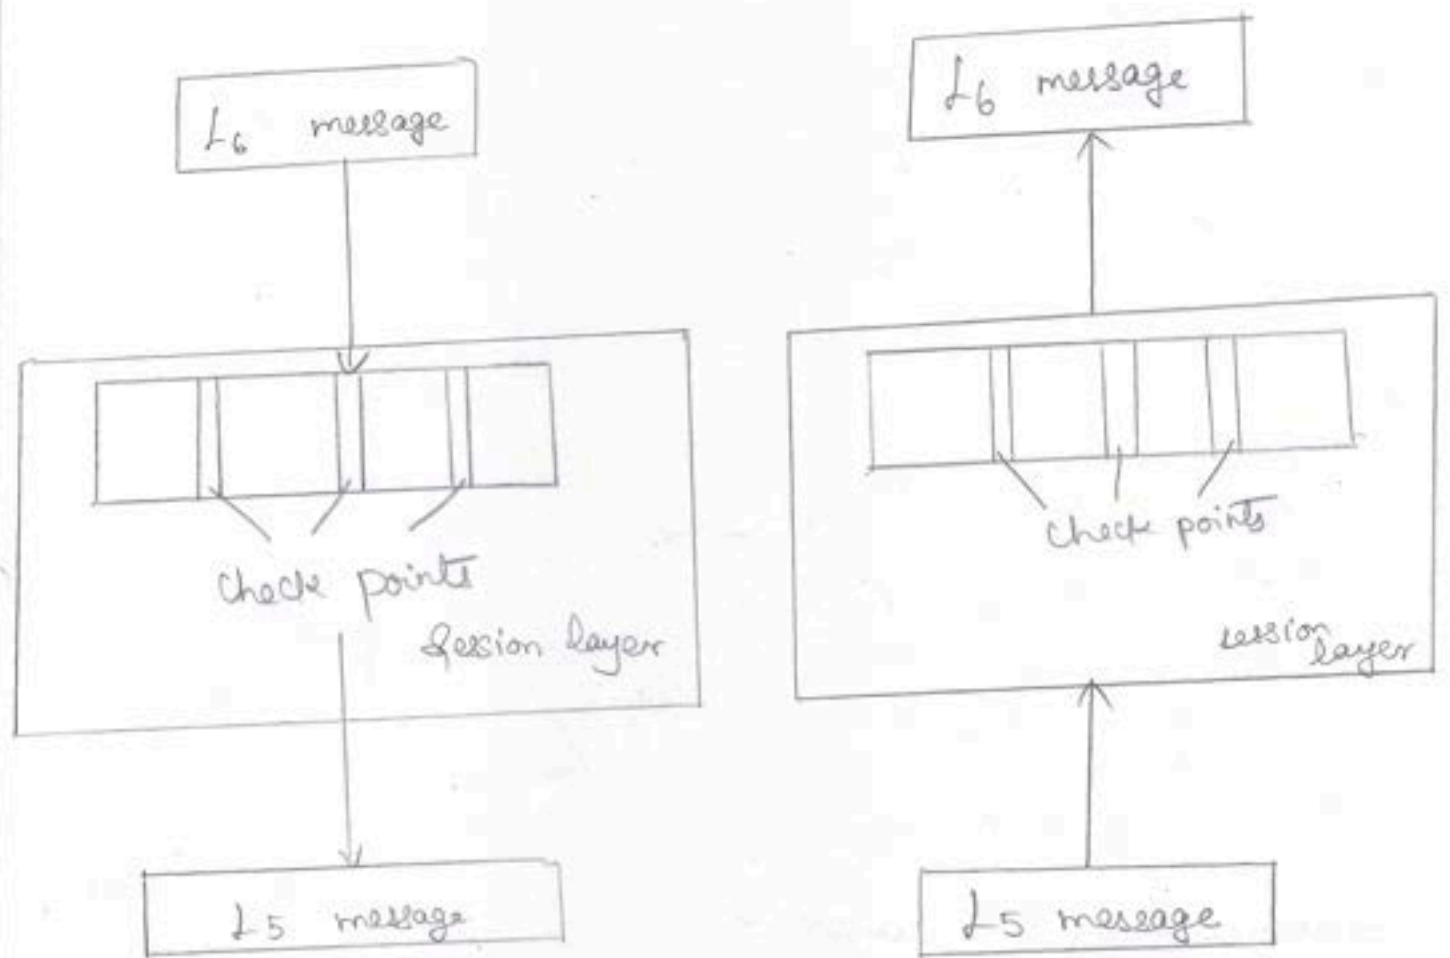 L6 message
L6 message
Check points
Session layer
Check points
session
layer
L5 message
L5 message